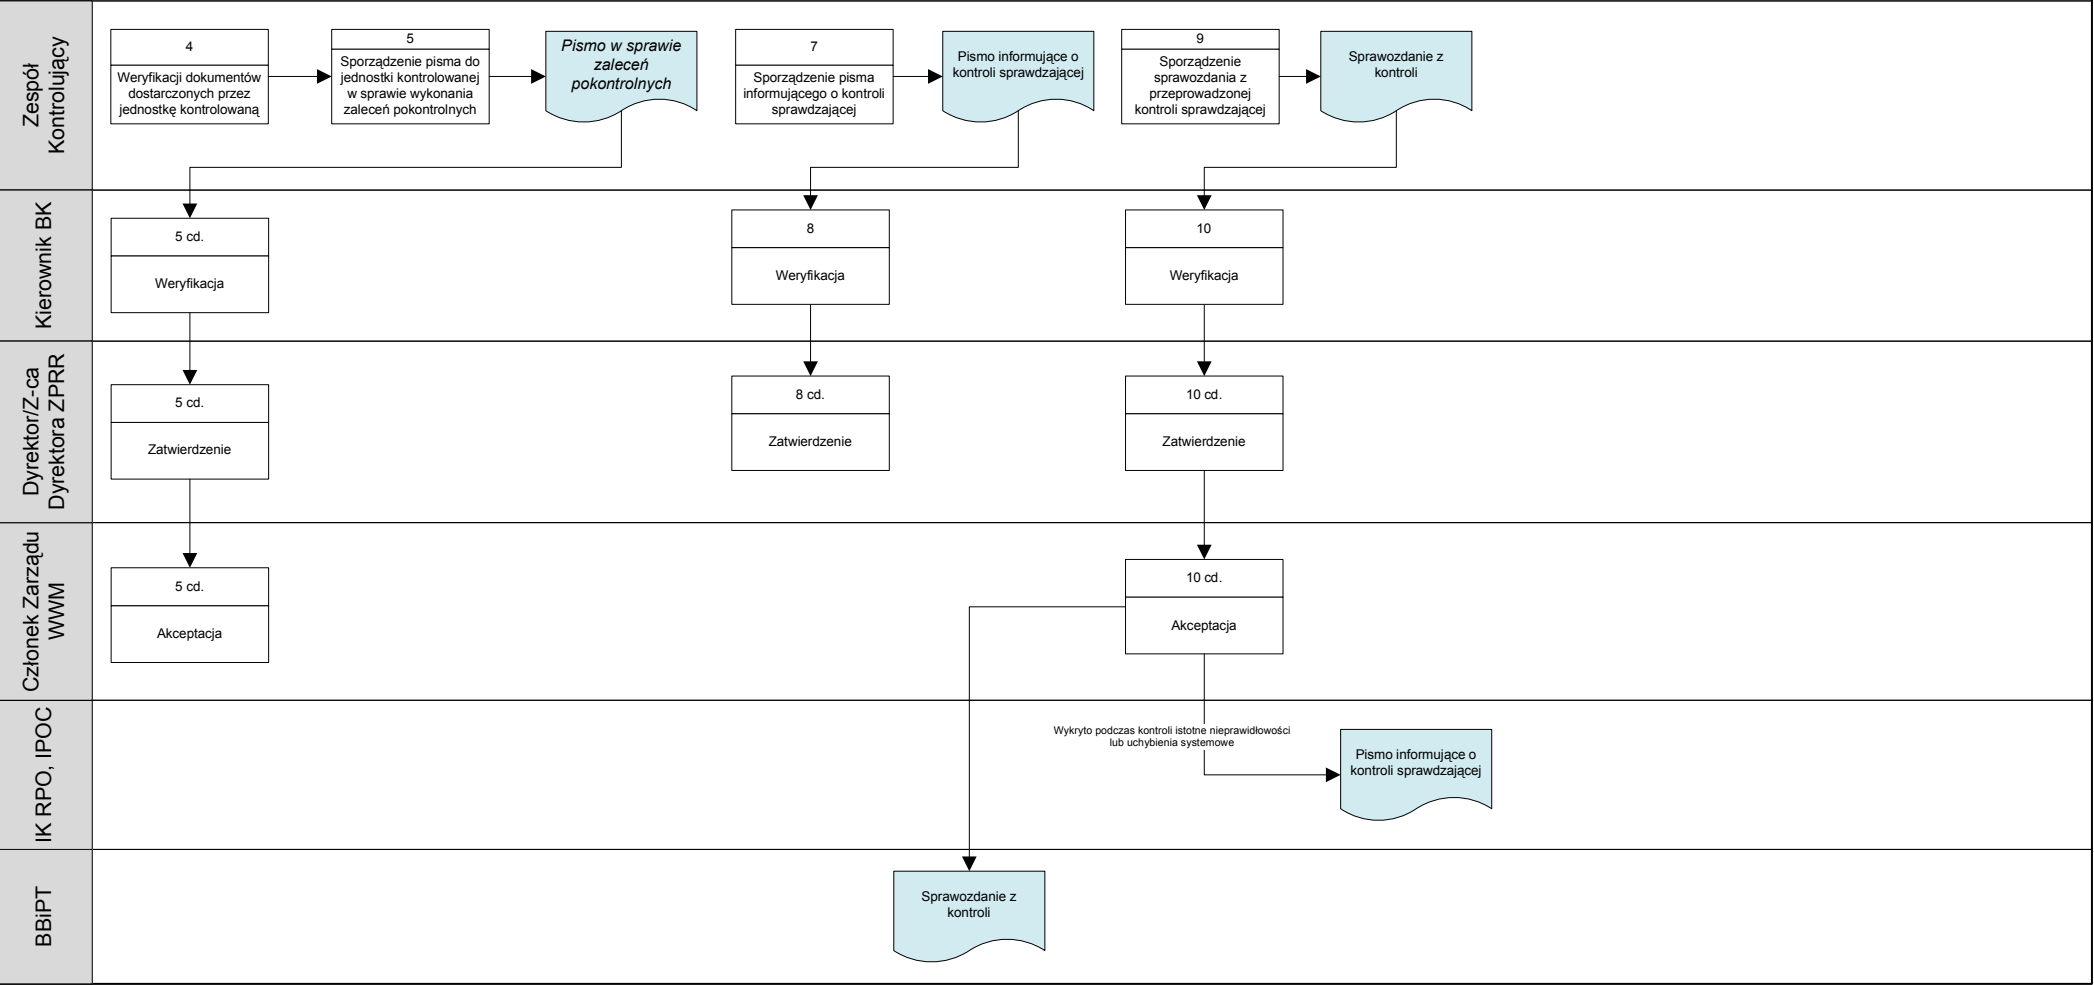 Zespół
Kontrolujący
4
Weryfikacji dokumentów
dostarczonych przez
jednostkę kontrolowaną
5
Sporządzenie pisma do
jednostki kontrolowanej
w sprawie wykonania
zaleceń pokontrolnych
Pismo w sprawie
zaleceń
pokontrolnych
7
Sporządzenie pisma
informującego o kontroli
sprawdzającej
Pismo informujące o
kontroli sprawdzającej
9
Sporządzenie
sprawozdania z
przeprowadzonej
kontroli sprawdzającej
Sprawozdanie z
kontroli
Kierownik BK
5 cd.
Weryfikacja
8
Weryfikacja
10
Weryfikacja
Dyrektor/Z-ca
Dyrektora ZPRR
5 cd.
Zatwierdzenie
8 cd.
Zatwierdzenie
10 cd.
Zatwierdzenie
Członek Zarządu
WWM
5 cd.
Akceptacja
10 cd.
Akceptacja
IK RPO, IPOC
Wykryto podczas kontroli istotne nieprawidłowości
lub uchybienia systemowe
Pismo informujące o
kontroli sprawdzającej
BBiPT
Sprawozdanie z
kontroli